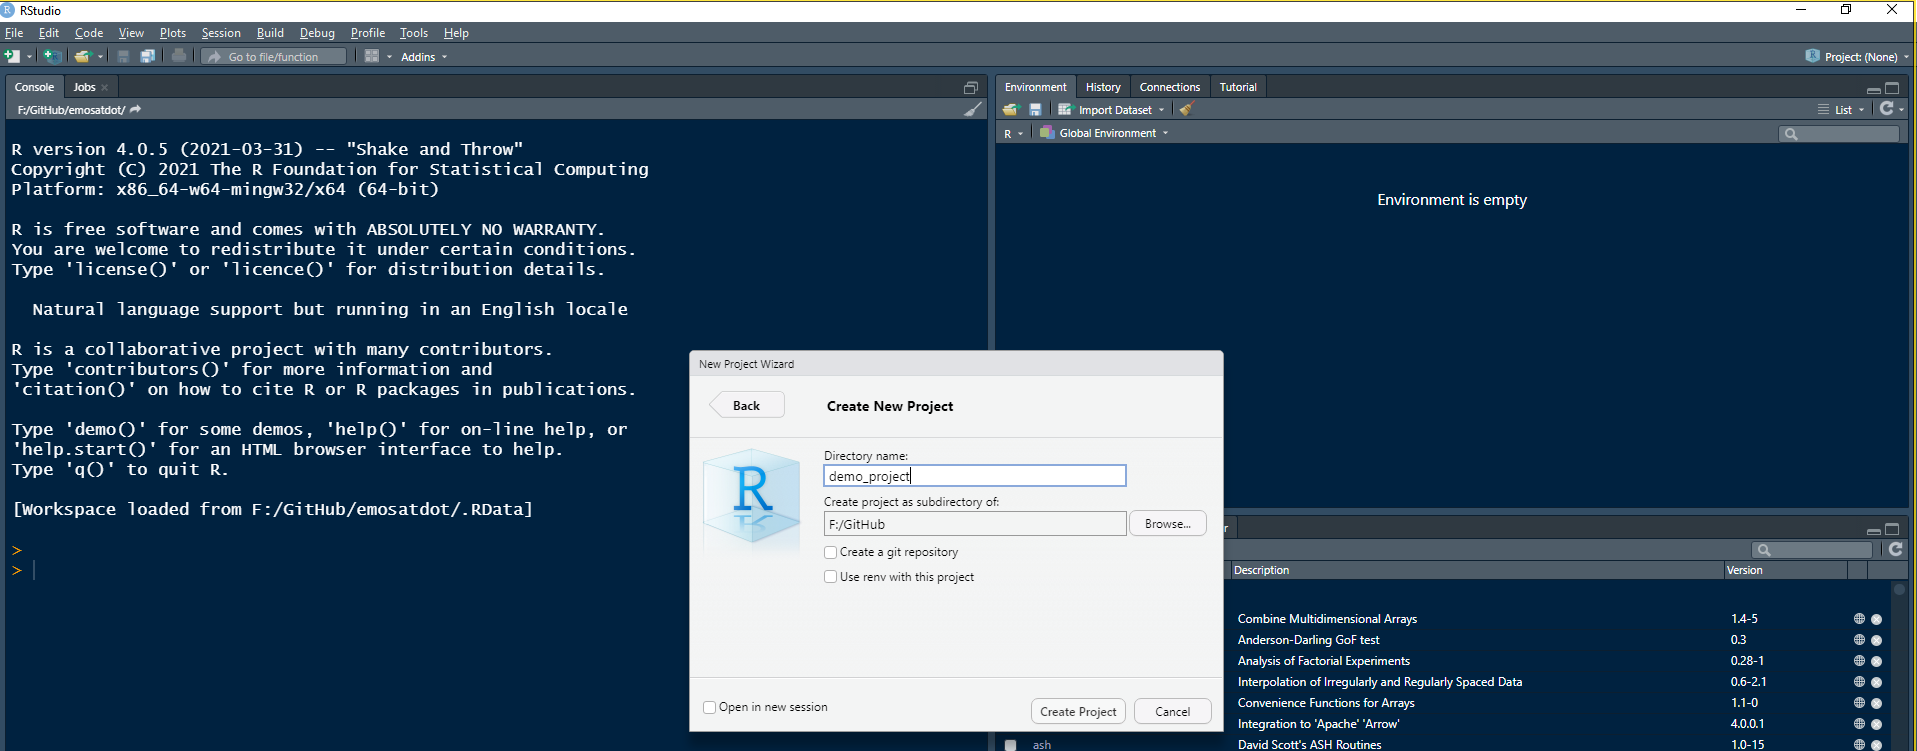 RStudio
File Edit Code View Plots Session Build Debug Profile Tools Help
Go to file/function Addins Project: (None)
Console Jobs
F:/GitHub/emosatdot/
R version 4.0.5 (2021-03-31) -- "Shake and Throw"
Copyright (C) 2021 The R Foundation for Statistical Computing
Platform: x86_64-w64-mingw32/x64 (64-bit)
R is free software and comes with ABSOLUTELY NO WARRANTY.
You are welcome to redistribute it under certain conditions.
Type 'license()' or 'licence()' for distribution details.
Natural language support but running in an English locale
R is a collaborative project with many contributors.
Type 'contributors()' for more information and
'citation()' on how to cite R or R packages in publications.
Type 'demo()' for some demos, 'help()' for on-line help, or
'help.start()' for an HTML browser interface to help.
Type 'q()' to quit R.
[Workspace loaded from F:/GitHub/emosatdot/.RData]
>
>
Environment History Connections Tutorial
Import Dataset List
R Global Environment
Environment is empty
New Project Wizard
Back Create New Project
R
Directory name:
demo_project
Create project as subdirectory of:
F:/GitHub Browse...
Create a git repository
Use renv with this project
Open in new session Create Project Cancel
r
Description Version
Combine Multidimensional Arrays 1.4-5
Anderson-Darling GoF test 0.3
Analysis of Factorial Experiments 0.28-1
Interpolation of Irregularly and Regularly Spaced Data 0.6-2.1
Convenience Functions for Arrays 1.1-0
Integration to 'Apache' 'Arrow' 4.0.0.1
ash David Scott's ASH Routines 1.0-15